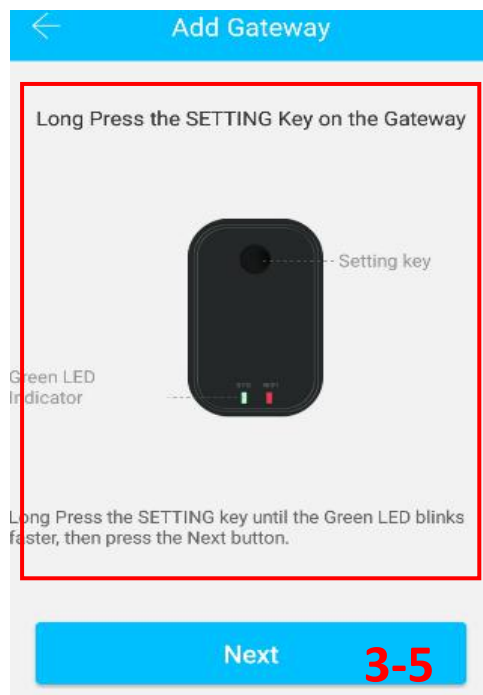 Add Gateway
Long Press the SETTING Key on the Gateway
Setting key
Green LED
Indicator
SYS WIFI
Long Press the SETTING key until the Green LED blinks
faster, then press the Next button.
Next
3-5